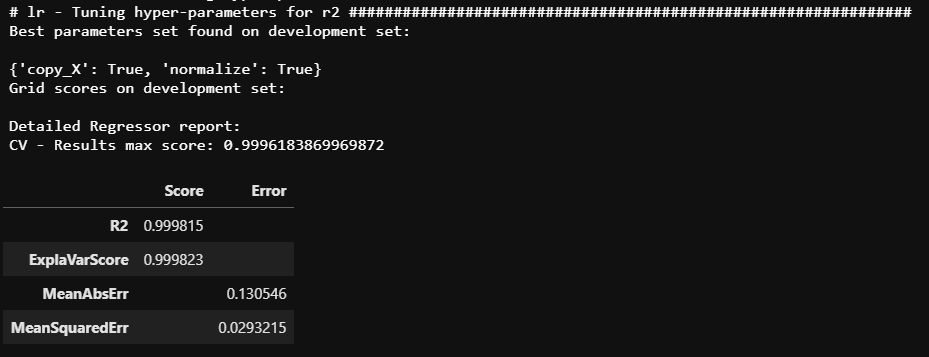 # lr - Tuning hyper-parameters for r2 ###############################################################
Best parameters set found on development set:
{'copy_X': True, 'normalize': True}
Grid scores on development set:
Detailed Regressor report:
CV - Results max score: 0.9996183869969872
Score Error
R2 0.999815
ExplaVarScore 0.999823
MeanAbsErr 0.130546
MeanSquaredErr 0.0293215